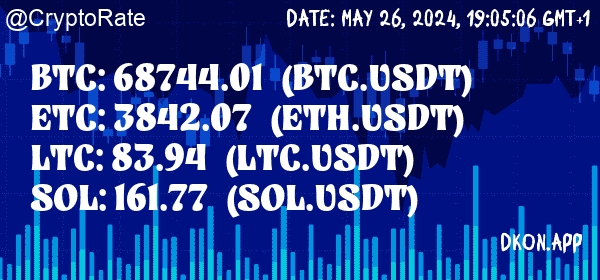 @CryptoRate
DATE: MAY 26, 2024, 19:05:06 GMT+1
BTC: 68744.01 (BTC.USDT)
ETC: 3842.07 (ETH.USDT)
LTC: 83.94 (LTC.USDT)
SOL: 161.77 (SOL.USDT)
DKON.APP